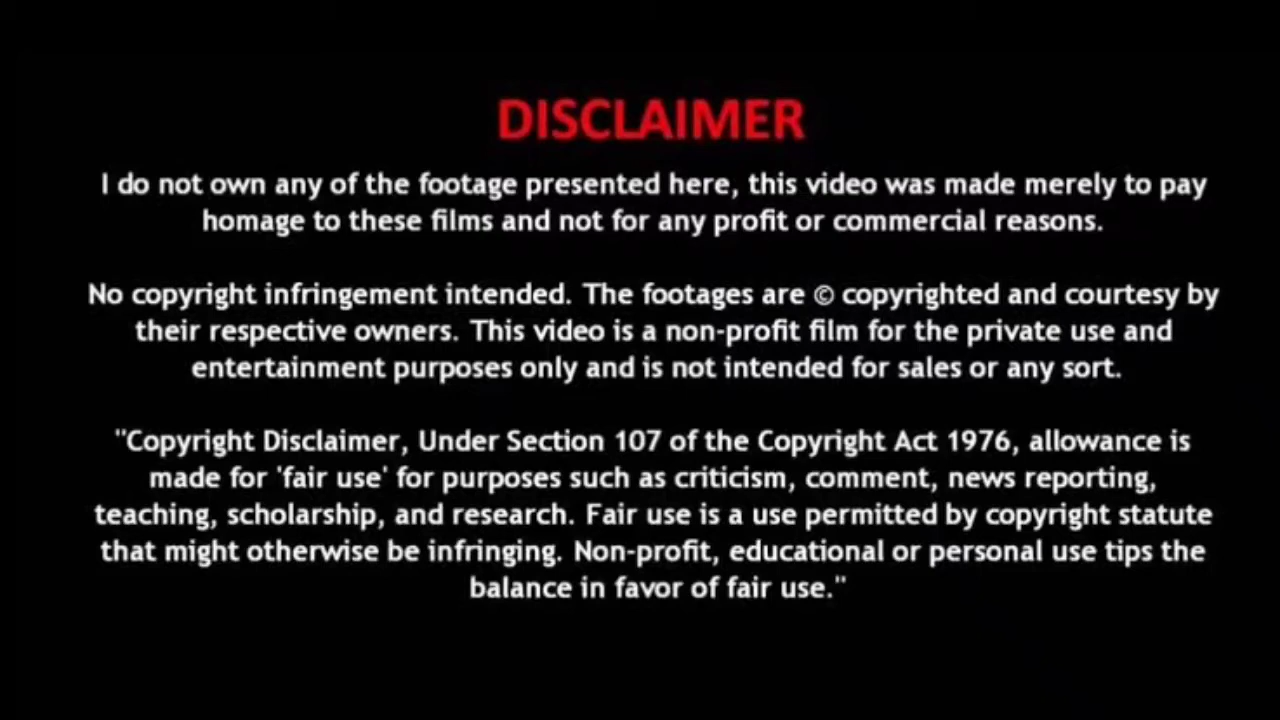 DISCLAIMER
I do not own any of the footage presented here, this video was made merely to pay
homage to these films and not for any profit or commercial reasons.
No copyright infringement intended. The footages are © copyrighted and courtesy by
their respective owners. This video is a non-profit film for the private use and
entertainment purposes only and is not intended for sales or any sort.
"Copyright Disclaimer, Under Section 107 of the Copyright Act 1976, allowance is
made for 'fair use' for purposes such as criticism, comment, news reporting,
teaching, scholarship, and research. Fair use is a use permitted by copyright statute
that might otherwise be infringing. Non-profit, educational or personal use tips the
balance in favor of fair use."